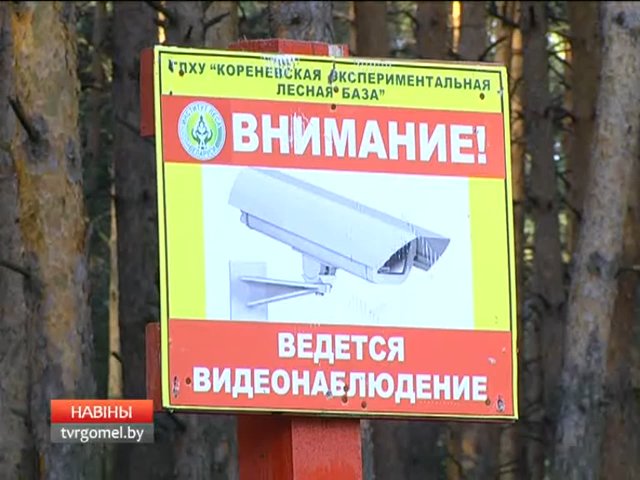 ГЛХУ “КОРЕНЕВСКАЯ ЭКСПЕРИМЕНТАЛЬНАЯ
ЛЕСНАЯ БАЗА”
ВНИМАНИЕ!
ВЕДЕТСЯ
ВИДЕОНАБЛЮДЕНИЕ
НАВІНЫ
tvrgomel.by